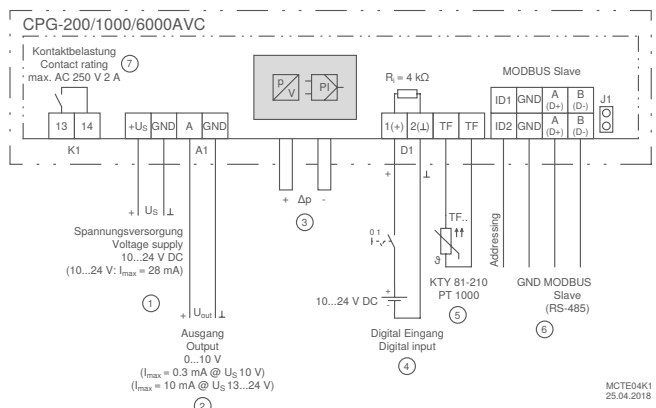 CPG-200/1000/6000AVC
Kontaktbelastung
Contact rating
max. AC 250 V 2 A
7
p
V
PI
Ri = 4 kΩ
MODBUS Slave
13 14
+US GND A GND
1(+) 2(⊥) TF TF
ID1 GND A (D+) B (D-)
ID2 GND A (D+) B (D-)
J1
K1
A1
D1
+ US ⊥
Spannungsversorgung
Voltage supply
10...24 V DC
(10...24 V: Imax = 28 mA)
1
+ Uout ⊥
Ausgang
Output
0...10 V
(Imax = 0.3 mA @ US 10 V)
(Imax = 10 mA @ US 13...24 V)
2
+ Δp -
3
+ ⊥
0 1
+
10...24 V DC
-
Digital Eingang
Digital input
4
TF..
ϑ
KTY 81-210
PT 1000
5
Addressing
GND MODBUS
Slave
(RS-485)
6
MCTE04K1
25.04.2018